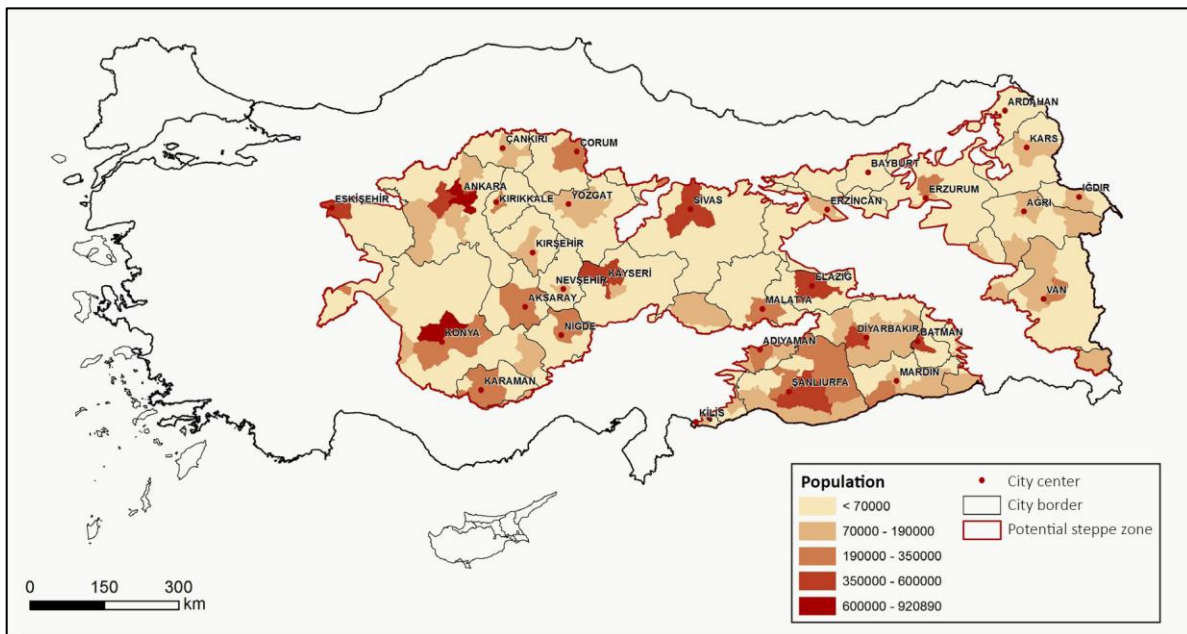 ARDAHAN
ÇANKIRI
ÇORUM
KARS
BAYBURT
ANKARA
ESKİŞEHİR
KIRIKKALE
YOZGAT
SİVAS
ERZİNCAN
ERZURUM
IĞDIR
AĞRI
KIRŞEHİR
NEVŞEHİR
KAYSERİ
ELAZIĞ
VAN
AKSARAY
MALATYA
KONYA
NİĞDE
DİYARBAKIR
BATMAN
ADIYAMAN
KARAMAN
ŞANLIURFA
MARDİN
KİLİS
Population
< 70000
70000 - 190000
190000 - 350000
350000 - 600000
600000 - 920890
City center
City border
Potential steppe zone
0 150 300
km